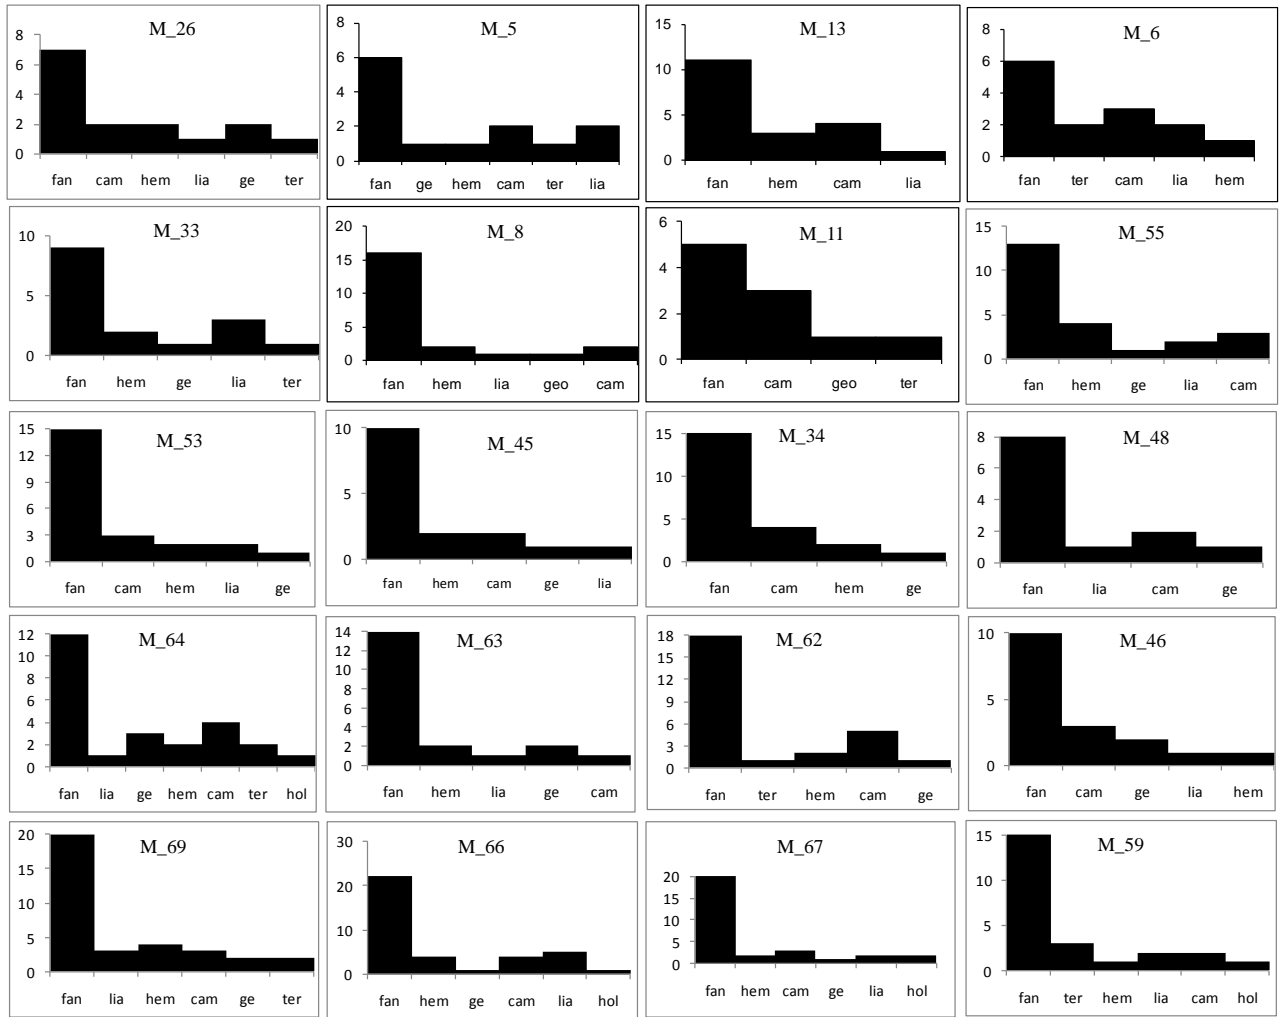 M_26
8
6
4
2
0
fan cam hem lia ge ter
M_5
8
6
4
2
0
fan ge hem cam ter lia
M_13
15
10
5
0
fan hem cam lia
M_6
8
6
4
2
0
fan ter cam lia hem
M_33
10
5
0
fan hem ge lia ter
M_8
20
15
10
5
0
fan hem lia geo cam
M_11
6
4
2
0
fan cam geo ter
M_55
15
10
5
0
fan hem ge lia cam
M_53
15
12
9
6
3
0
fan cam hem lia ge
M_45
10
5
0
fan hem cam ge lia
M_34
15
10
5
0
fan cam hem ge
M_48
8
6
4
2
0
fan lia cam ge
M_64
12
10
8
6
4
2
0
fan lia ge hem cam ter hol
M_63
14
12
10
8
6
4
2
0
fan hem lia ge cam
M_62
18
15
12
9
6
3
0
fan ter hem cam ge
M_46
10
5
0
fan cam ge lia hem
M_69
20
15
10
5
0
fan lia hem cam ge ter
M_66
30
20
10
0
fan hem ge cam lia hol
M_67
20
15
10
5
0
fan hem cam ge lia hol
M_59
15
10
5
0
fan ter hem lia cam hol